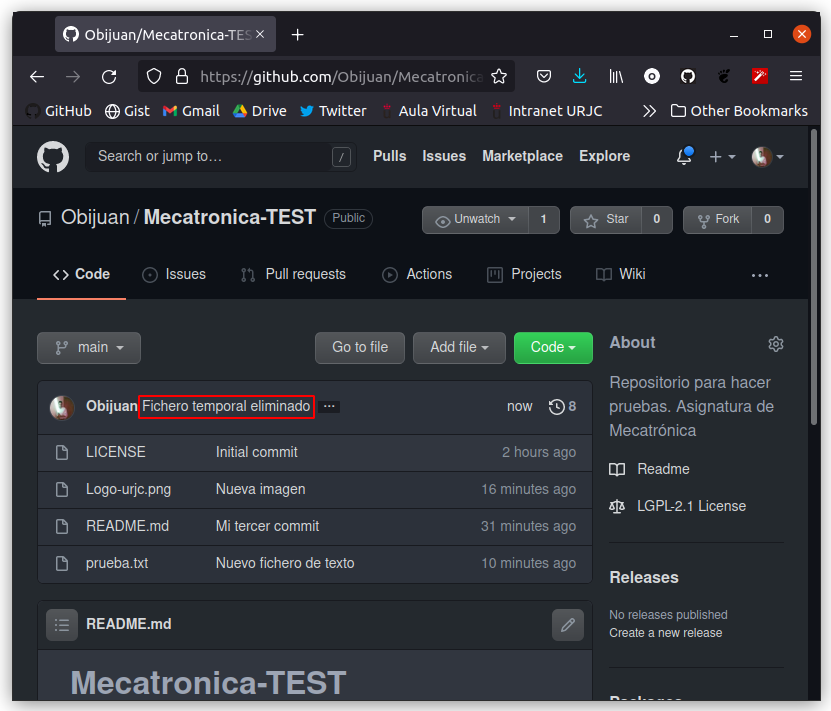 Obijuan/Mecatronica-TES
https://github.com/Obijuan/Mecatronica
GitHub Gist Gmail Drive Twitter Aula Virtual Intranet URJC Other Bookmarks
Search or jump to… / Pulls Issues Marketplace Explore
Obijuan / Mecatronica-TEST Public Unwatch 1 Star 0 Fork 0
Code Issues Pull requests Actions Projects Wiki
main Go to file Add file Code
Obijuan Fichero temporal eliminado now 8
LICENSE Initial commit 2 hours ago
Logo-urjc.png Nueva imagen 16 minutes ago
README.md Mi tercer commit 31 minutes ago
prueba.txt Nuevo fichero de texto 10 minutes ago
README.md
Mecatronica-TEST
About
Repositorio para hacer
pruebas. Asignatura de
Mecatrónica
Readme
LGPL-2.1 License
Releases
No releases published
Create a new release
Packages